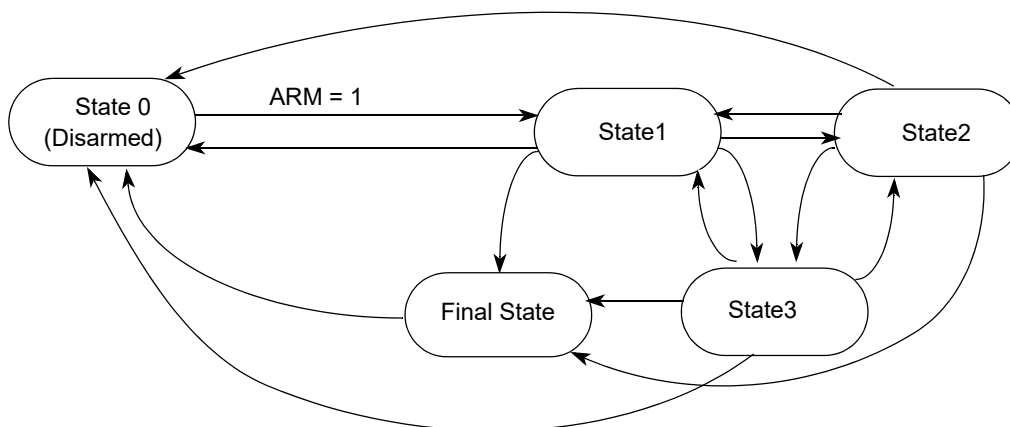 State 0
(Disarmed)
ARM = 1
State1
State2
Final State
State3